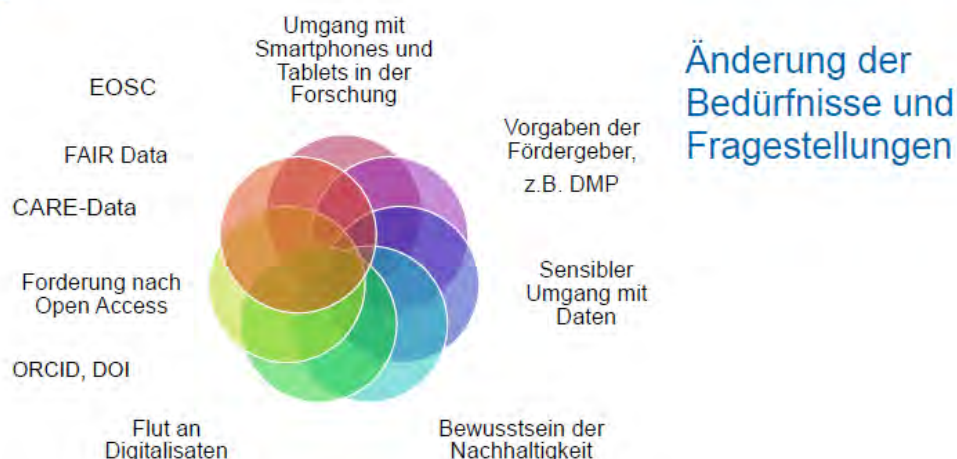 Umgang mit
Smartphones und
Tablets in der
Forschung
Änderung der
Bedürfnisse und
Fragestellungen
EOSC
FAIR Data
CARE-Data
Forderung nach
Open Access
ORCID, DOI
Flut an
Digitalisaten
Vorgaben der
Fördergeber,
z.B. DMP
Sensibler
Umgang mit
Daten
Bewusstsein der
Nachhaltigkeit